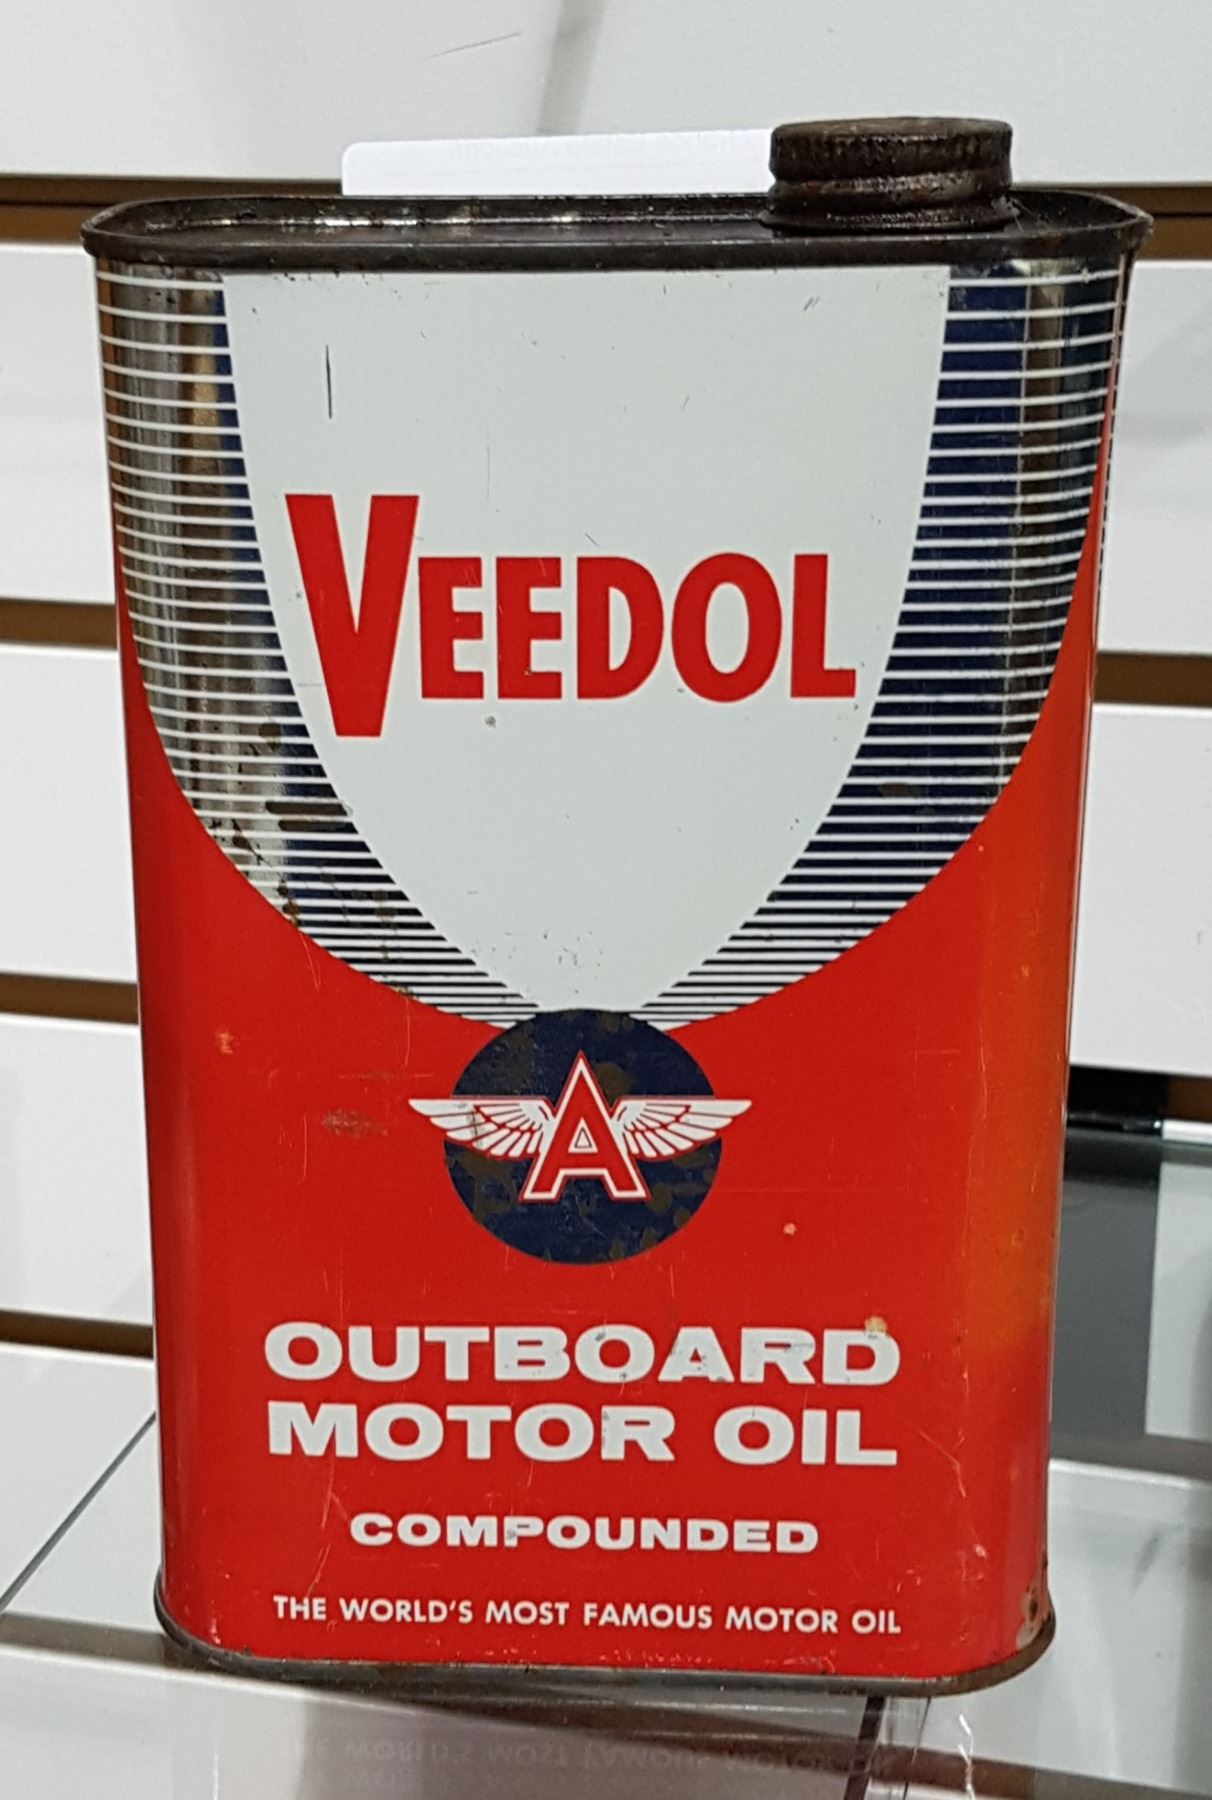 VEEDOL
A
OUTBOARD
MOTOR OIL
COMPOUNDED
THE WORLD'S MOST FAMOUS MOTOR OIL